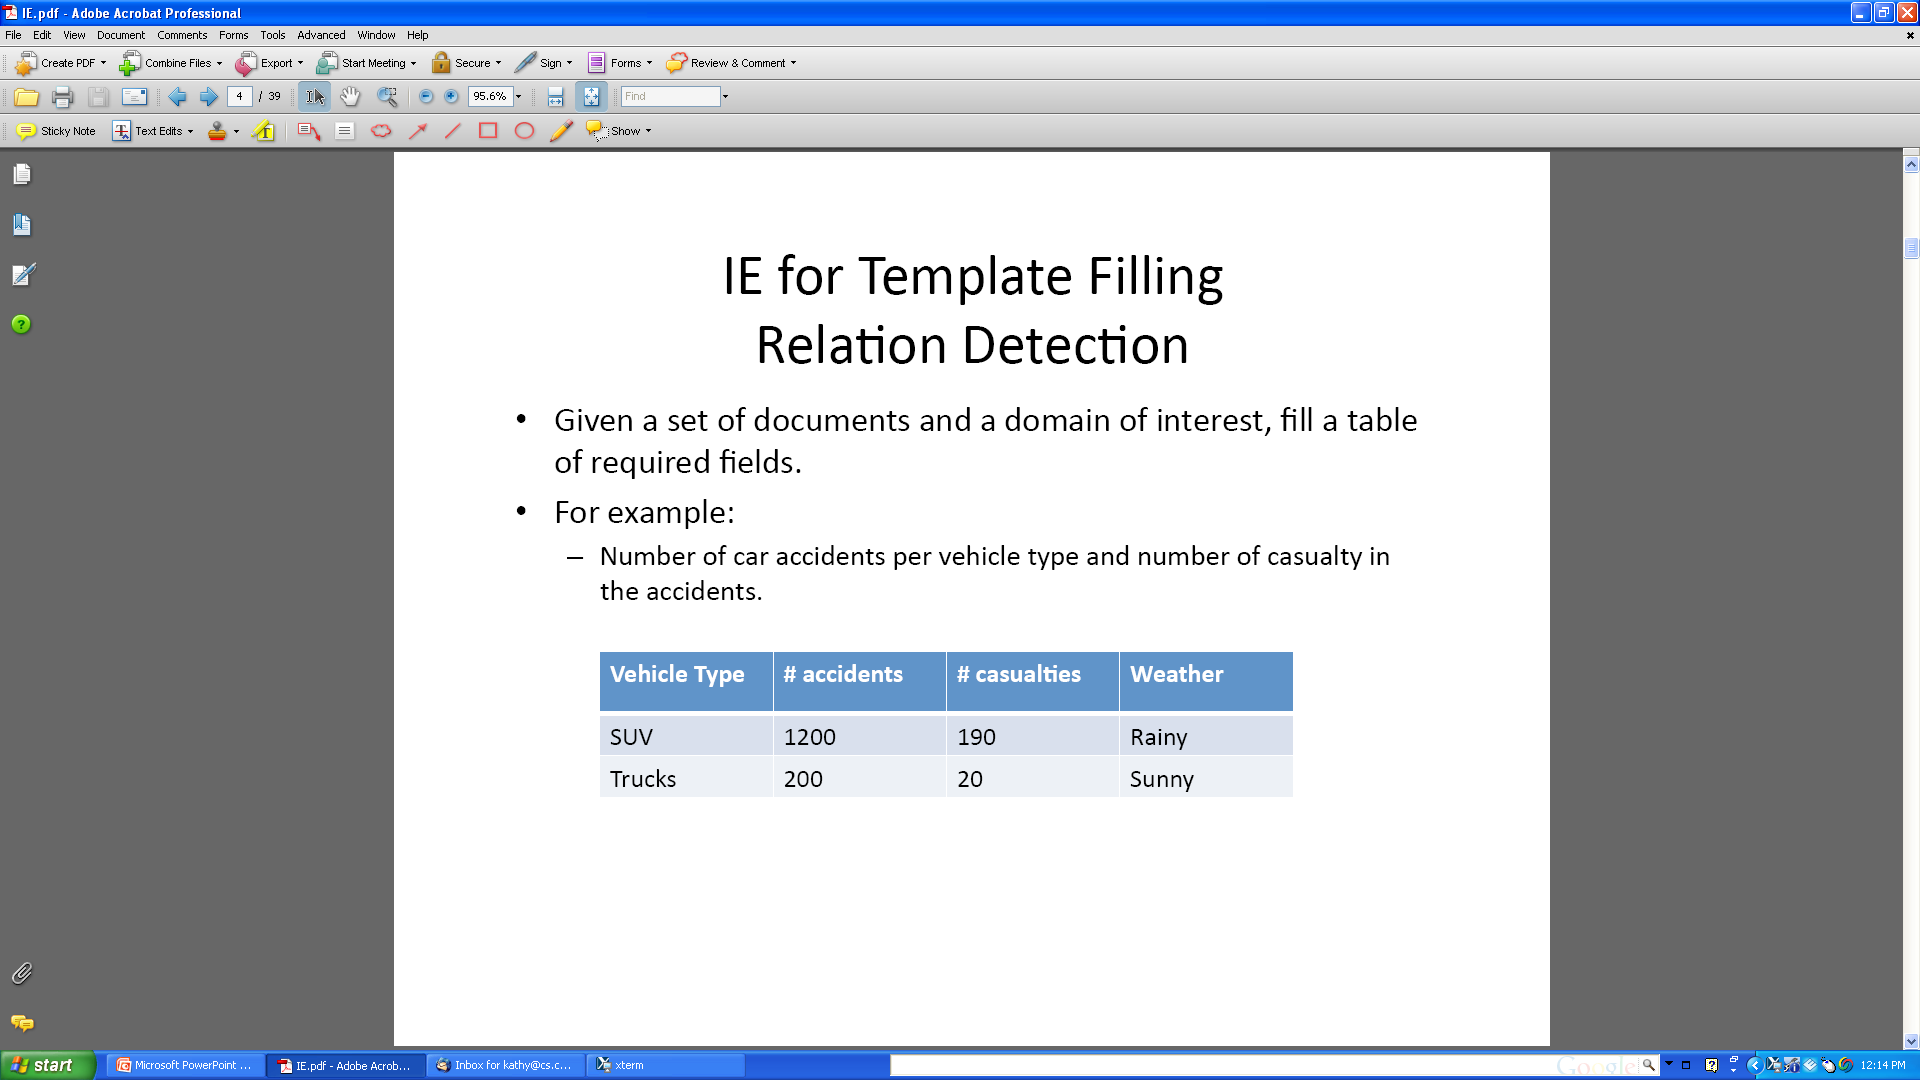 IE.pdf - Adobe Acrobat Professional
File Edit View Document Comments Forms Tools Advanced Window Help
Create PDF Combine Files Export Start Meeting Secure Sign Forms Review & Comment
4 / 39 95.6% Find
Sticky Note Text Edits Show
IE for Template Filling
Relation Detection
• Given a set of documents and a domain of interest, fill a table
of required fields.
• For example:
– Number of car accidents per vehicle type and number of casualty in
the accidents.
Vehicle Type # accidents # casualties Weather
SUV 1200 190 Rainy
Trucks 200 20 Sunny
start Microsoft PowerPoint ... IE.pdf - Adobe Acrob... Inbox for kathy@cs.c... xterm Google 12:14 PM